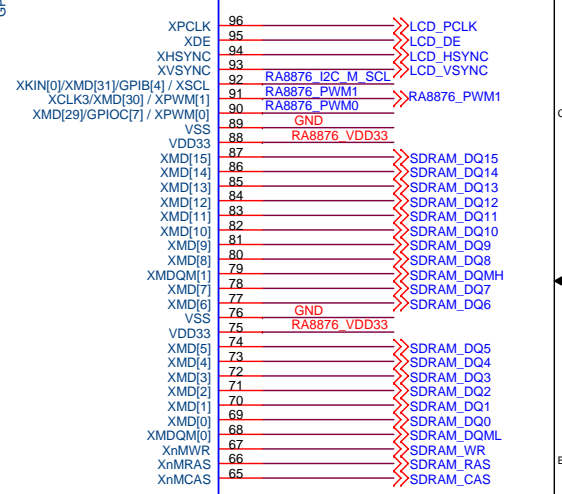 XPCLK 96 LCD_PCLK
XDE 95 LCD_DE
XHSYNC 94 LCD_HSYNC
XVSYNC 93 LCD_VSYNC
XKIN[0]/XMD[31]/GPIB[4] / XSCL 92 RA8876_I2C_M_SCL
XCLK3/XMD[30] / XPWM[1] 91 RA8876_PWM1 RA8876_PWM1
XMD[29]/GPIOC[7] / XPWM[0] 90 RA8876_PWM0
VSS 89 GND
VDD33 88 RA8876_VDD33
XMD[15] 87 SDRAM_DQ15
XMD[14] 86 SDRAM_DQ14
XMD[13] 85 SDRAM_DQ13
XMD[12] 84 SDRAM_DQ12
XMD[11] 83 SDRAM_DQ11
XMD[10] 82 SDRAM_DQ10
XMD[9] 81 SDRAM_DQ9
XMD[8] 80 SDRAM_DQ8
XMDQM[1] 79 SDRAM_DQMH
XMD[7] 78 SDRAM_DQ7
XMD[6] 77 SDRAM_DQ6
VSS 76 GND
VDD33 75 RA8876_VDD33
XMD[5] 74 SDRAM_DQ5
XMD[4] 73 SDRAM_DQ4
XMD[3] 72 SDRAM_DQ3
XMD[2] 71 SDRAM_DQ2
XMD[1] 70 SDRAM_DQ1
XMD[0] 69 SDRAM_DQ0
XMDQM[0] 68 SDRAM_DQML
XnMWR 67 SDRAM_WR
XnMRAS 66 SDRAM_RAS
XnMCAS 65 SDRAM_CAS